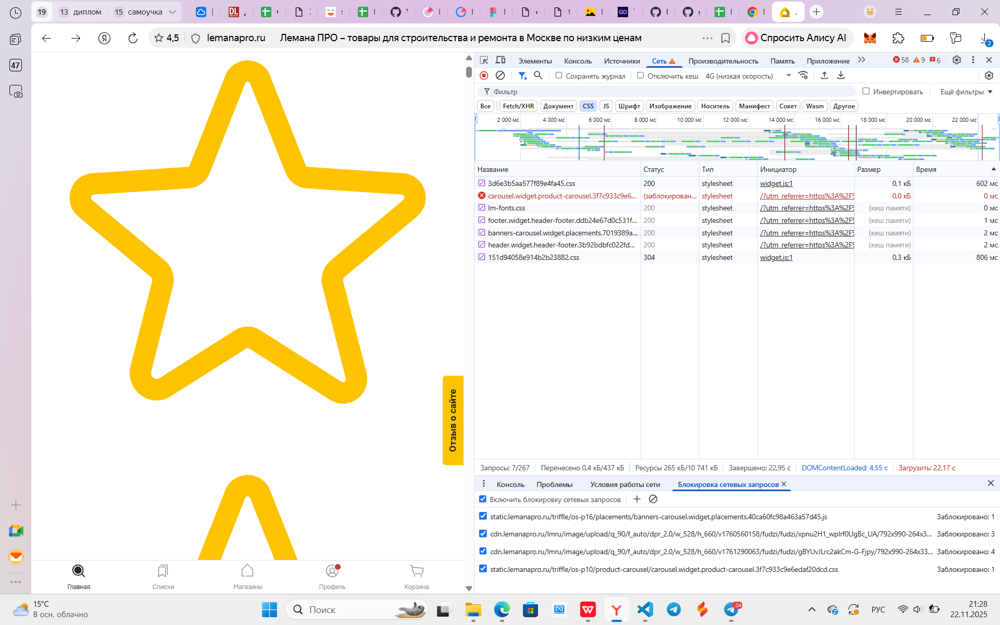 19
13 диплом
15 самоучка
4,5
lemanapro.ru
Лемана ПРО – товары для строительства и ремонта в Москве по низким ценам
Спросить Алису AI
2
47
Элементы
Консоль
Источники
Сеть
Производительность
Память
Приложение
58
9
6
Сохранять журнал
Отключить кеш
4G (низкая скорость)
Фильтр
Инвертировать
Ещё фильтры
Все
Fetch/XHR
Документ
CSS
JS
Шрифт
Изображение
Носитель
Манифест
Сокет
Wasm
Другое
2 000 мс
4 000 мс
6 000 мс
8 000 мс
10 000 мс
12 000 мс
14 000 мс
16 000 мс
18 000 мс
20 000 мс
22 000 мс
Название Статус Тип Инициатор Размер Время
3d6e3b5aa577f89e4fa45.css 200 stylesheet widget.js:1 0,1 кБ 602 мс
carousel.widget.product-carousel.3f7c933c9e6... (заблокирован... stylesheet /?utm_referrer=https%3A%2F% 0,0 кБ 0 мс
lm-fonts.css 200 stylesheet /?utm_referrer=https%3A%2F% (кеш памяти) 0 мс
footer.widget.header-footer.ddb24e67d0c531f... 200 stylesheet /?utm_referrer=https%3A%2F% (кеш памяти) 1 мс
banners-carousel.widget.placements.7019389a... 200 stylesheet /?utm_referrer=https%3A%2F% (кеш памяти) 2 мс
header.widget.header-footer.3b92bdbfc022fd... 200 stylesheet /?utm_referrer=https%3A%2F% (кеш памяти) 2 мс
151d94058e914b2b23882.css 304 stylesheet widget.js:1 0,3 кБ 806 мс
Запросы: 7/267
Перенесено 0,4 кБ/437 кБ
Ресурсы 265 кБ/10 741 кБ
Завершено: 22,95 с
DOMContentLoaded: 4,55 с
Загрузить: 22,17 с
Консоль
Проблемы
Условия работы сети
Блокировка сетевых запросов
Включить блокировку сетевых запросов
static.lemanapro.ru/triffle/os-p16/placements/banners-carousel.widget.placements.40ca60fc98a463a57d45.js Заблокировано: 1
cdn.lemanapro.ru/lmru/image/upload/q_90/f_auto/dpr_2.0/w_528/h_660/v1760560158/fudzi/fudzi/xpnu2H1_wpIrf0UgBc_UA/792x990-264x3... Заблокировано: 3
cdn.lemanapro.ru/lmru/image/upload/q_90/f_auto/dpr_2.0/w_528/h_660/v1761290063/fudzi/fudzi/gBYUvJLrc2akCm-G-Fjpy/792x990-264x33... Заблокировано: 4
static.lemanapro.ru/triffle/os-p10/product-carousel/carousel.widget.product-carousel.3f7c933c9e6edaf20dcd.css Заблокировано: 1
Отзыв о сайте
Главная
Списки
Магазины
Профиль
Корзина
15°C
В осн. облачно
Поиск
..04
РУС
21:28
22.11.2025